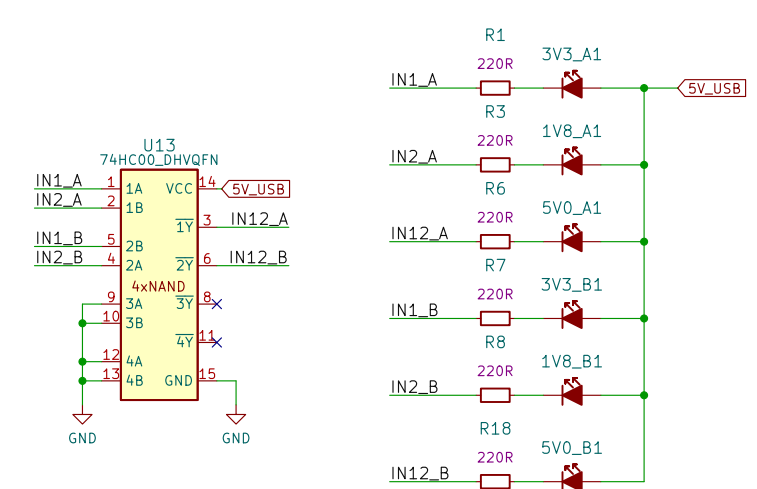 U13
74HC00_DHVQFN
IN1_A 1 1A VCC 14 5V_USB
IN2_A 2 1B
1Y 3 IN12_A
IN1_B 5 2B
IN2_B 4 2A 2Y 6 IN12_B
4xNAND
9 3A 3Y 8
10 3B
4Y 11
12 4A
13 4B GND 15
GND GND
R1
220R 3V3_A1
IN1_A 5V_USB
R3
220R 1V8_A1
IN2_A
R6
220R 5V0_A1
IN12_A
R7
220R 3V3_B1
IN1_B
R8
220R 1V8_B1
IN2_B
R18
220R 5V0_B1
IN12_B